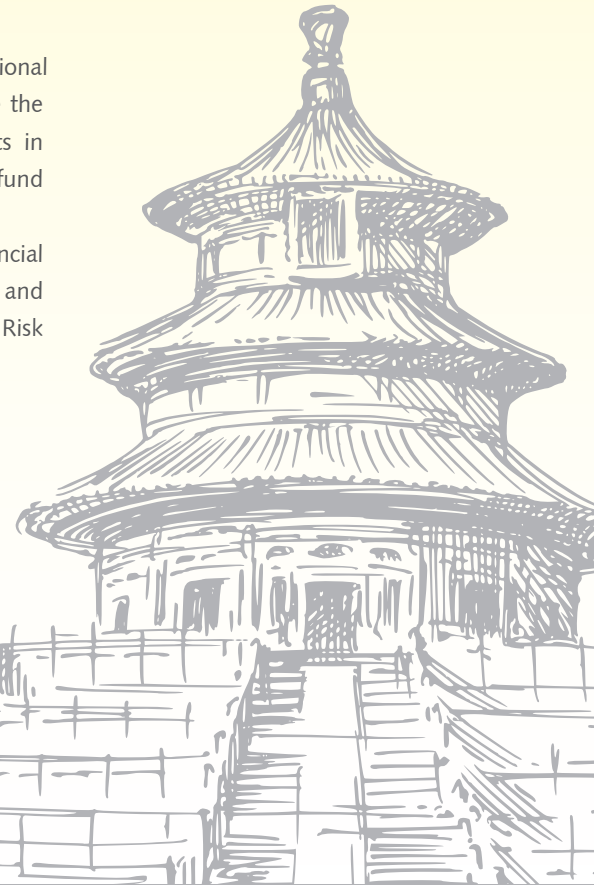 ional
the
ts in
fund
ncial
and
Risk